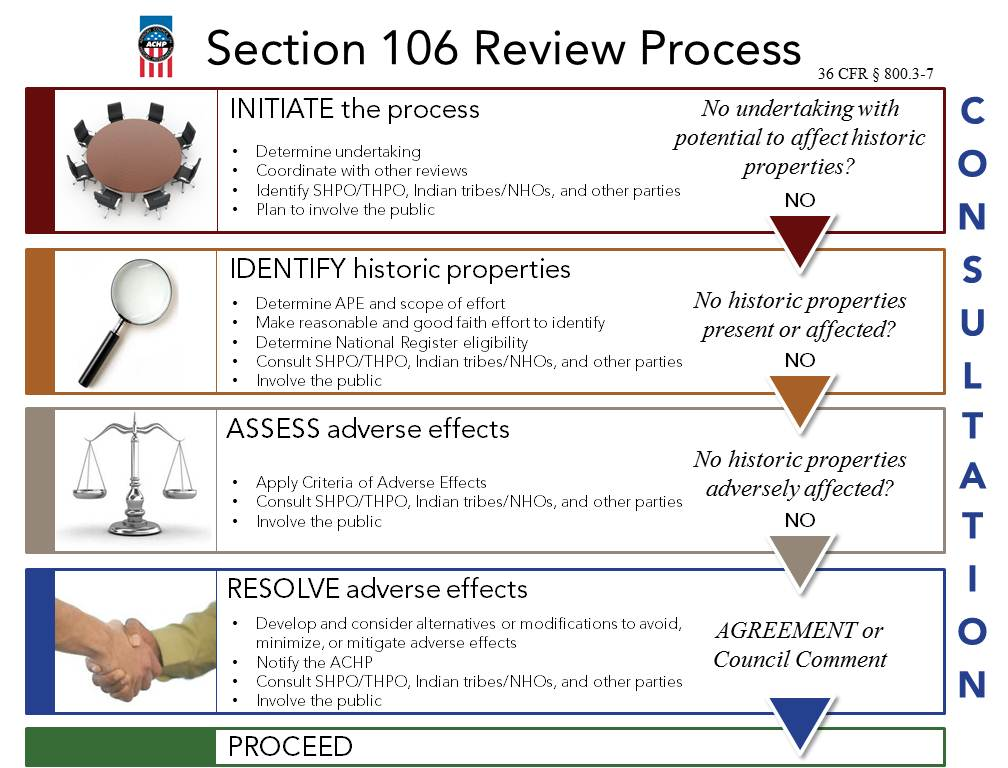 ACHP
Section 106 Review Process
36 CFR § 800.3-7
INITIATE the process
• Determine undertaking
• Coordinate with other reviews
• Identify SHPO/THPO, Indian tribes/NHOs, and other parties
• Plan to involve the public
No undertaking with
potential to affect historic
properties?
NO
IDENTIFY historic properties
• Determine APE and scope of effort
• Make reasonable and good faith effort to identify
• Determine National Register eligibility
• Consult SHPO/THPO, Indian tribes/NHOs, and other parties
• Involve the public
No historic properties
present or affected?
NO
ASSESS adverse effects
• Apply Criteria of Adverse Effects
• Consult SHPO/THPO, Indian tribes/NHOs, and other parties
• Involve the public
No historic properties
adversely affected?
NO
RESOLVE adverse effects
• Develop and consider alternatives or modifications to avoid,
minimize, or mitigate adverse effects
• Notify the ACHP
• Consult SHPO/THPO, Indian tribes/NHOs, and other parties
• Involve the public
AGREEMENT or
Council Comment
PROCEED
CONSULTATION